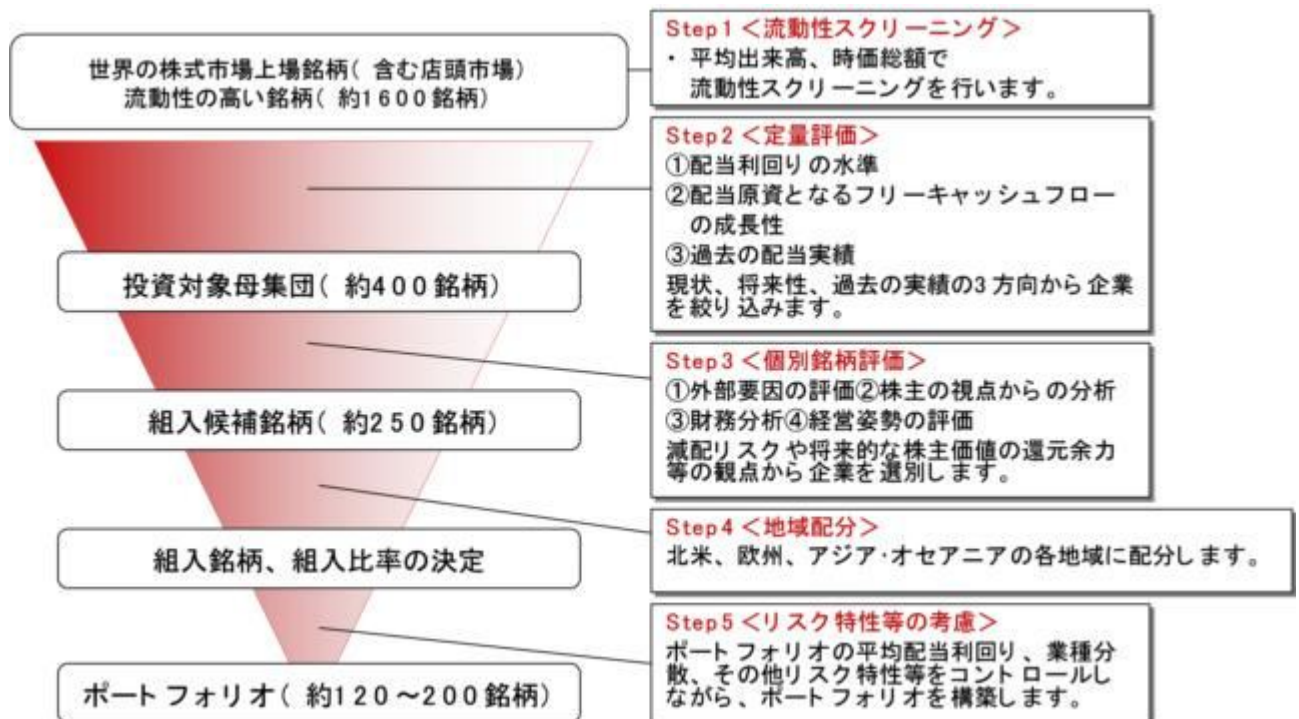 世界の株式市場上場銘柄( 含む店頭市場)
流動性の高い銘柄( 約1600銘柄)
Step1<流動性スクリーニング>
・ 平均出来高、時価総額で
流動性スクリーニングを行います。
Step2<定量評価>
①配当利回りの水準
②配当原資となるフリーキャッシュフロー
の成長性
③過去の配当実績
現状、将来性、過去の実績の3方向から企業
を絞り込みます。
投資対象母集団( 約400銘柄)
Step3<個別銘柄評価>
①外部要因の評価②株主の視点からの分析
③財務分析④経営姿勢の評価
減配リスクや将来的な株主価値の還元余力
等の観点から企業を選別します。
組入候補銘柄( 約250銘柄)
Step4<地域配分>
北米、欧州、アジア･オセアニアの各地域に配分します。
組入銘柄、組入比率の決定
Step5<リスク特性等の考慮>
ポートフォリオの平均配当利回り、業種分
散、その他リスク特性等をコントロールし
ながら、ポートフォリオを構築します。
ポートフォリオ( 約120～200銘柄)